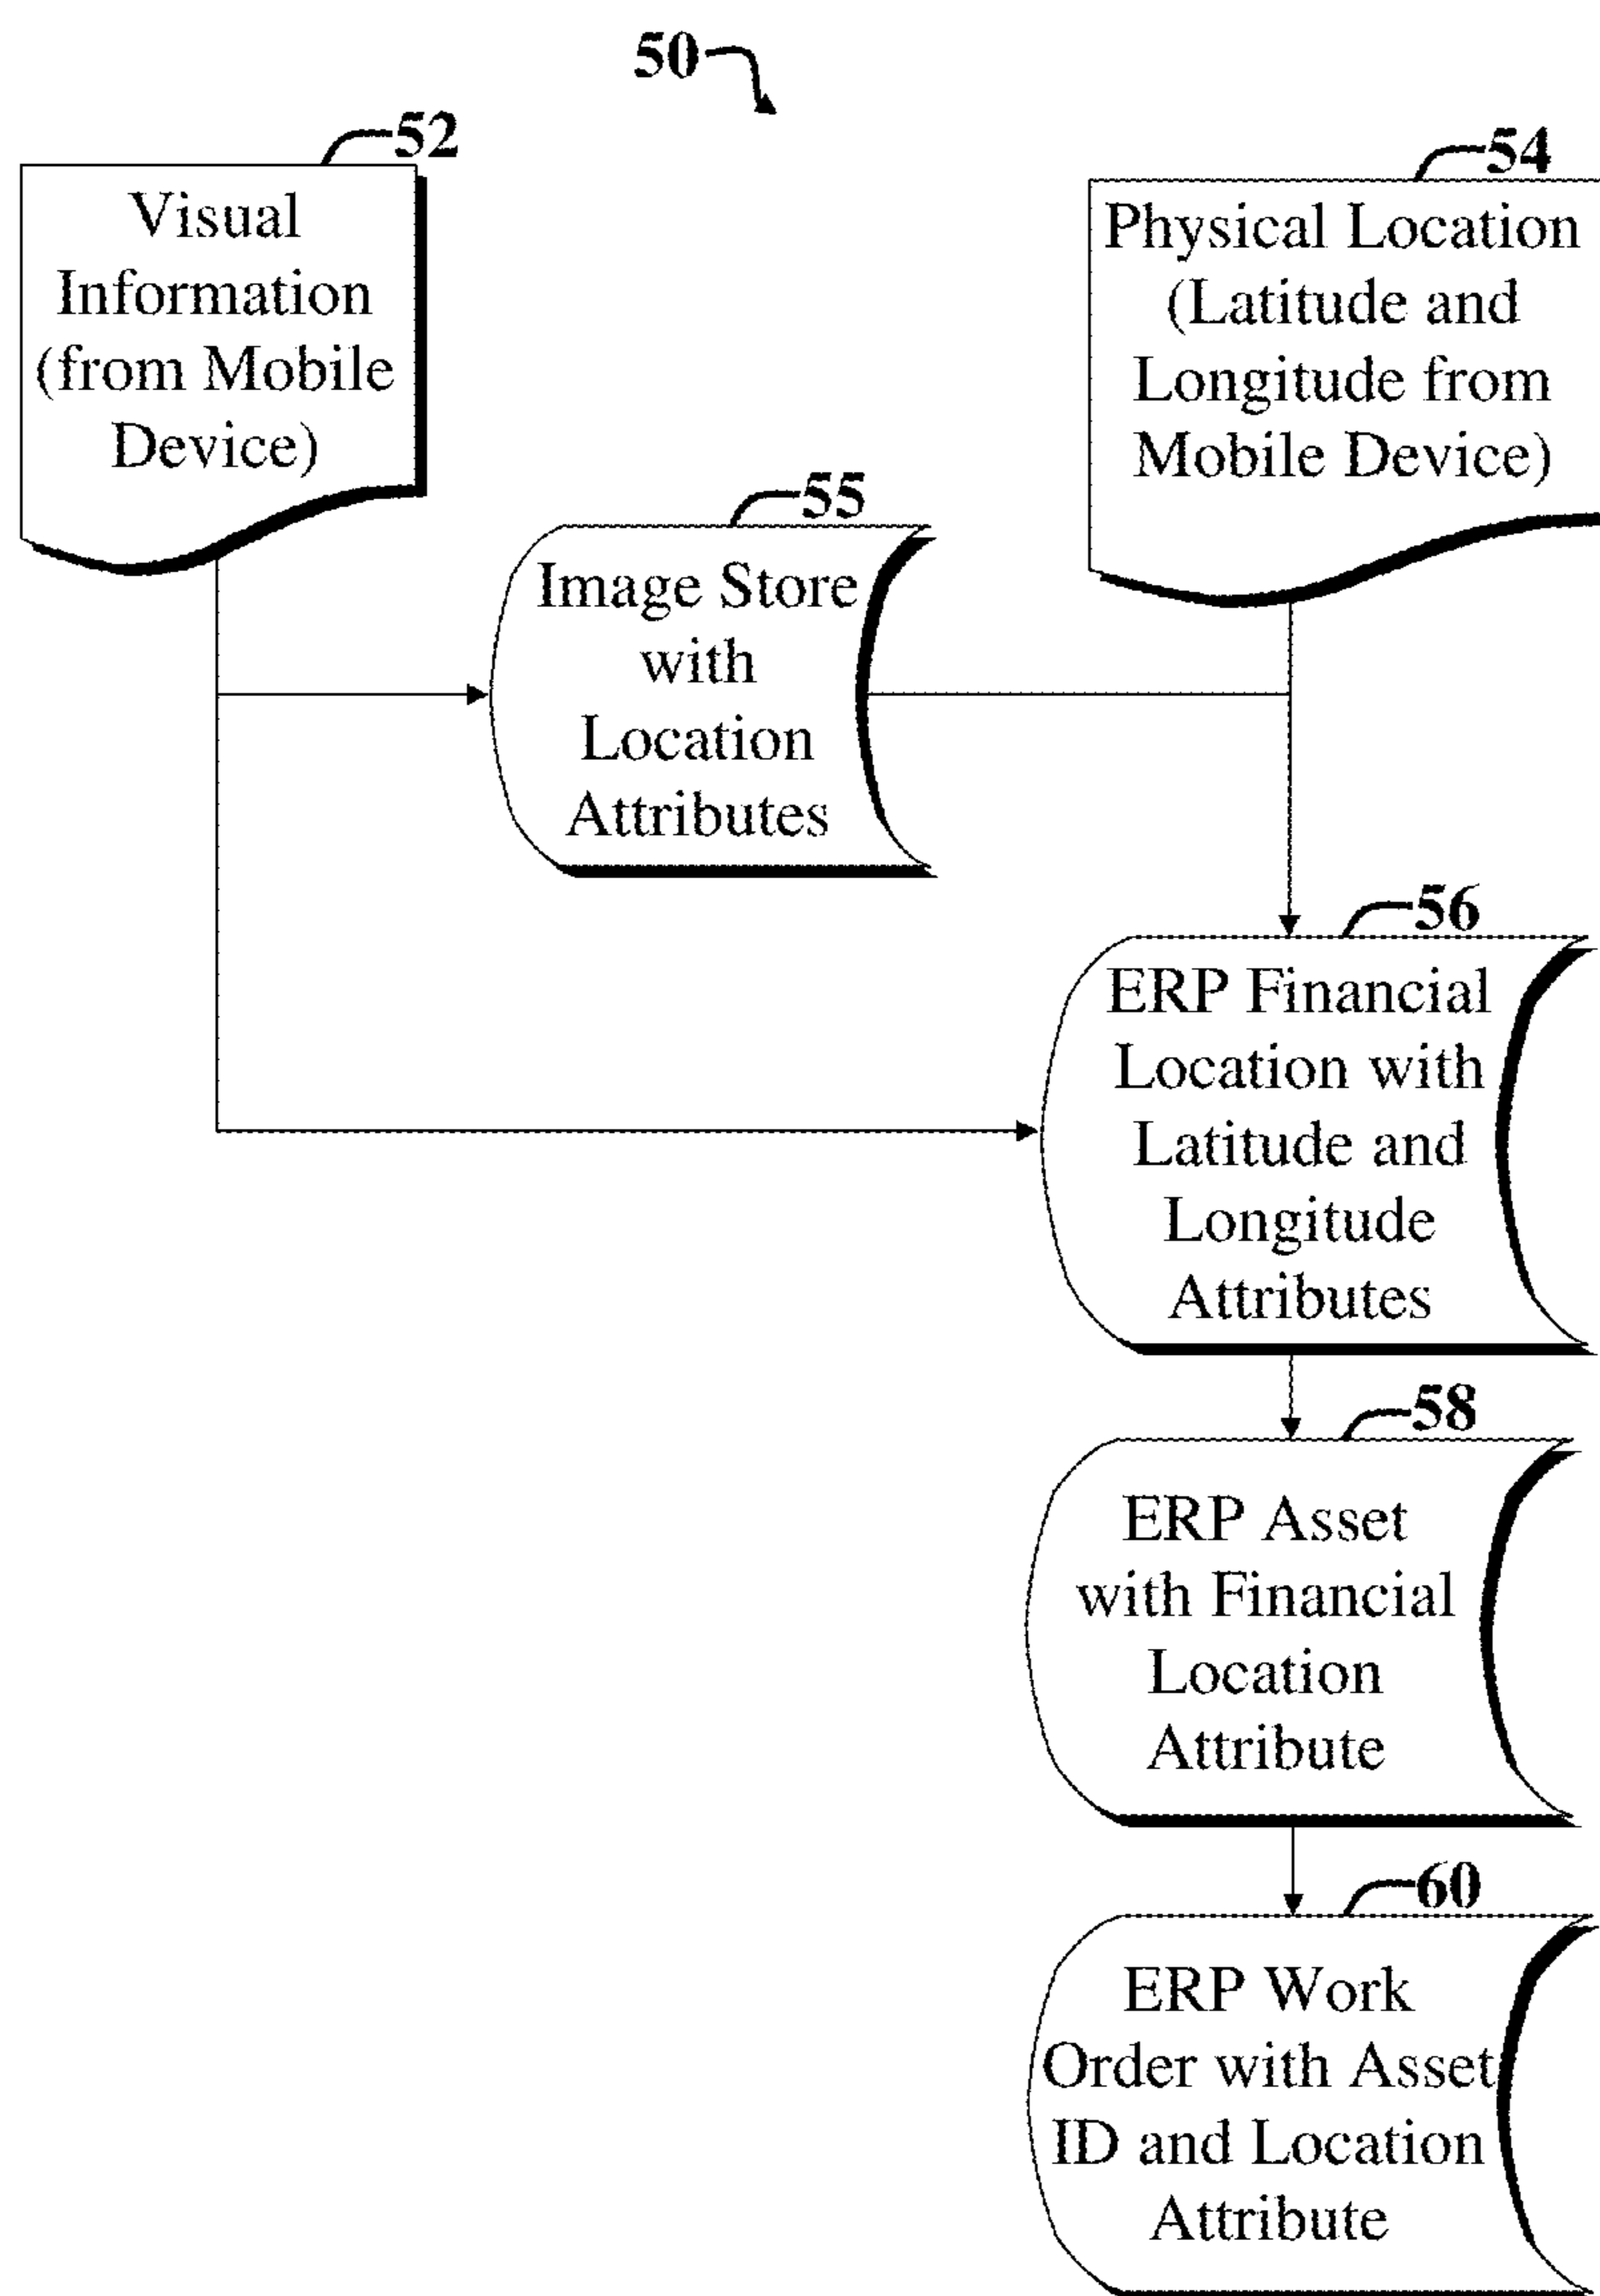 50
52
Visual
Information
(from Mobile
Device)
54
Physical Location
(Latitude and
Longitude from
Mobile Device)
55
Image Store
with
Location
Attributes
56
ERP Financial
Location with
Latitude and
Longitude
Attributes
58
ERP Asset
with Financial
Location
Attribute
60
ERP Work
Order with Asset
ID and Location
Attribute